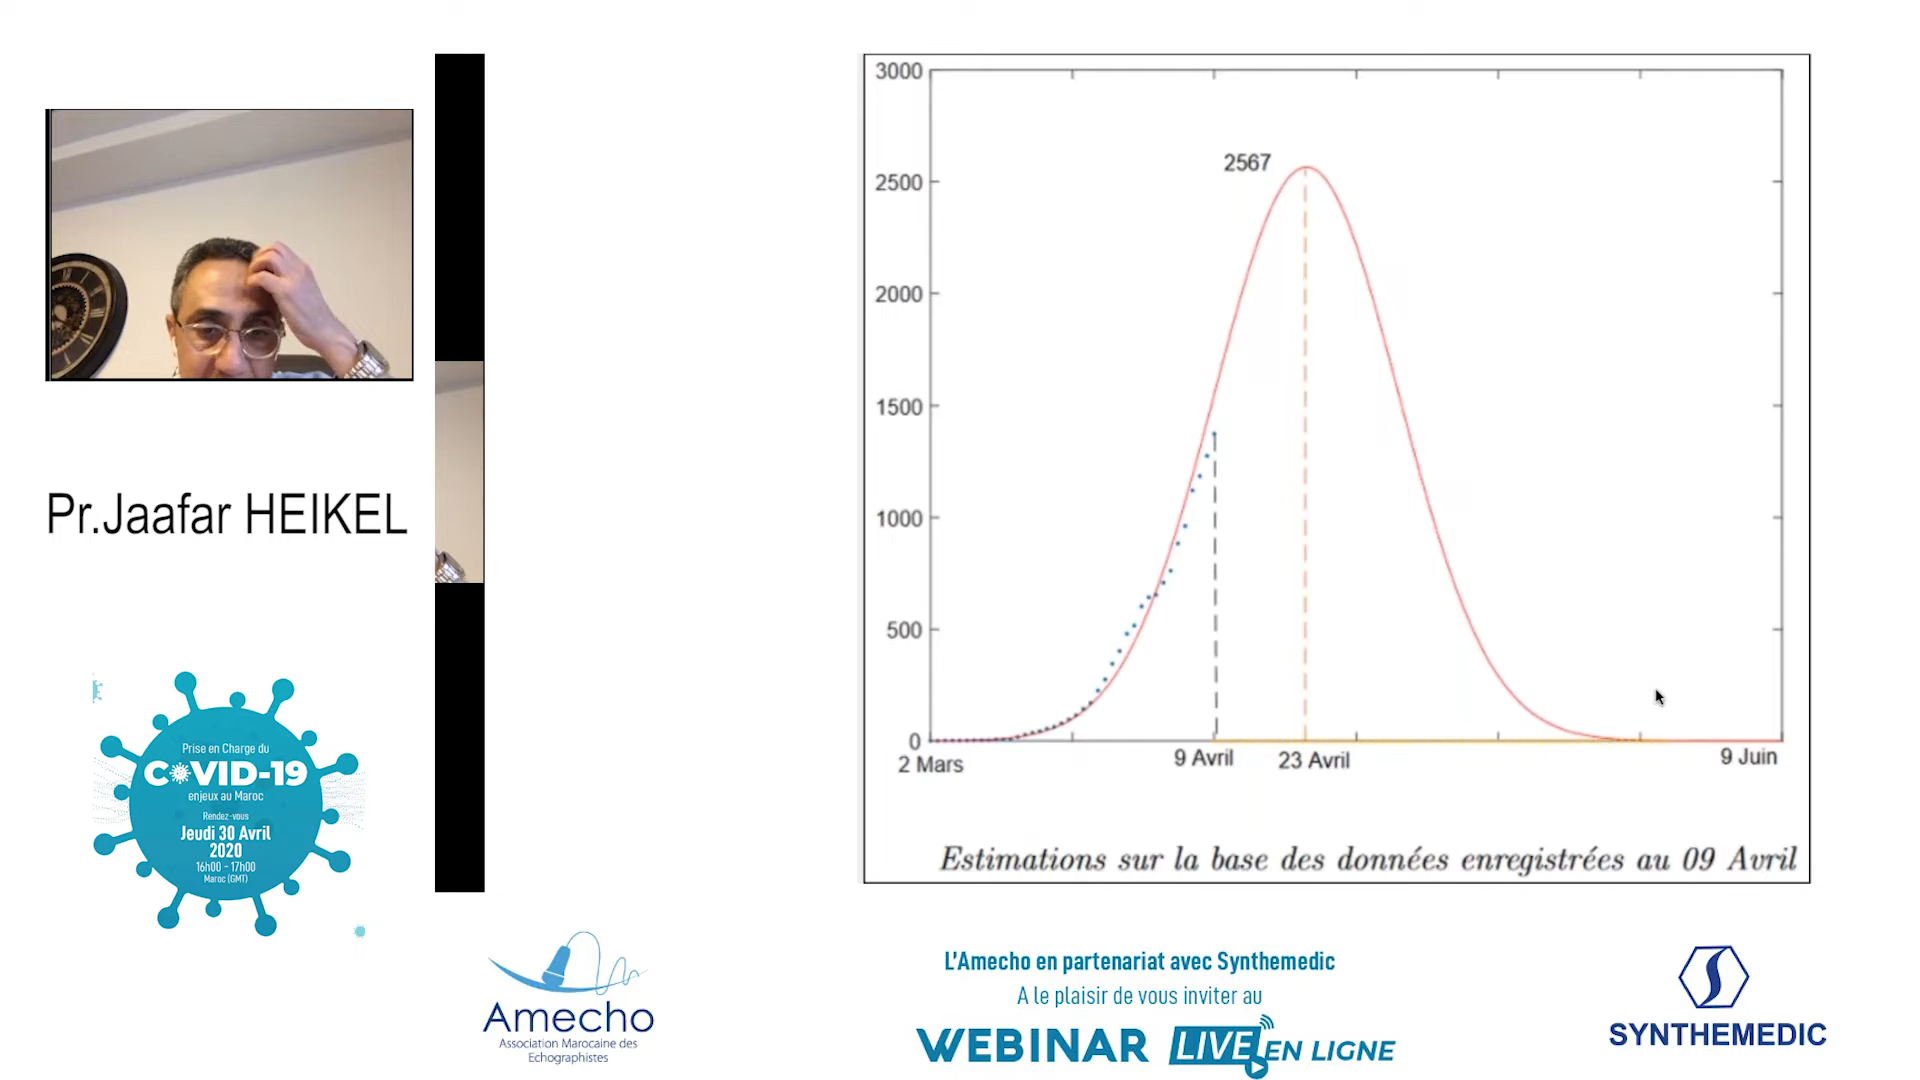 3000
2567
2500
2000
1500
1000
500
0
2 Mars
9 Avril
23 Avril
9 Juin
Estimations sur la base des données enregistrées au 09 Avril
Pr.Jaafar HEIKEL
Prise en Charge du
COVID-19
enjeux au Maroc
Rendez-vous
Jeudi 30 Avril
2020
16h00 - 17h00
Maroc (GMT)
Amecho
Association Marocaine des
Echographistes
L'Amecho en partenariat avec Synthemedic
A le plaisir de vous inviter au
WEBINAR LIVE EN LIGNE
SYNTHEMEDIC